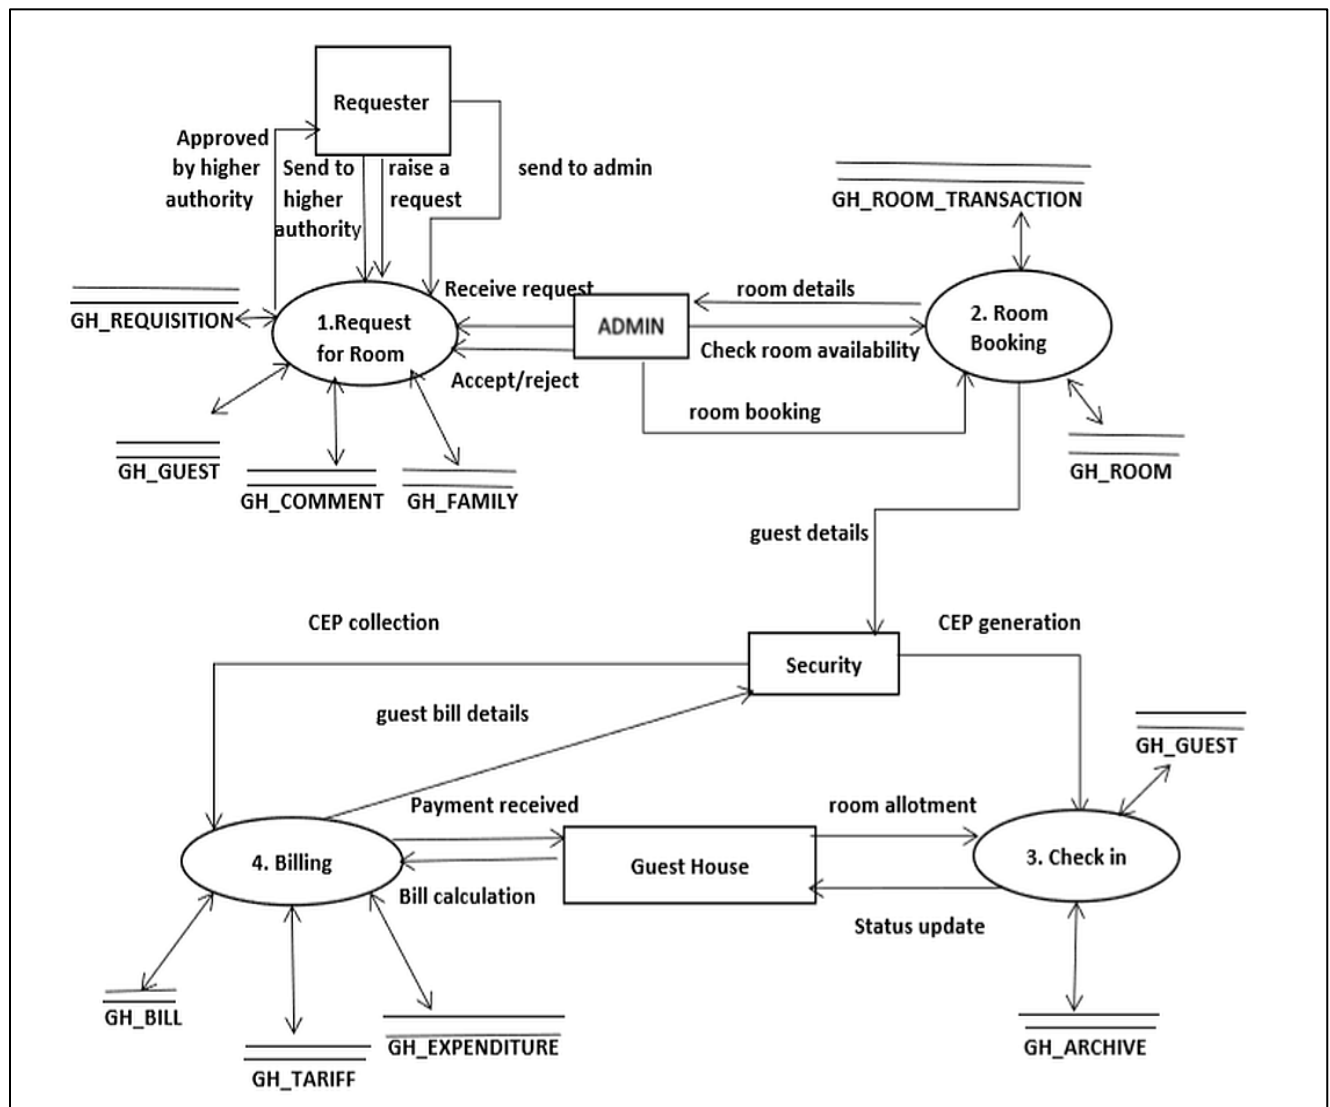 Requester
Approved
by higher
authority
Send to
higher
authority
raise a
request
send to admin
GH_ROOM_TRANSACTION
GH_REQUISITION
1.Request
for Room
Receive request
ADMIN
Accept/reject
room details
Check room availability
room booking
2. Room
Booking
GH_GUEST
GH_COMMENT
GH_FAMILY
GH_ROOM
guest details
CEP collection
Security
CEP generation
guest bill details
GH_GUEST
Payment received
room allotment
4. Billing
Guest House
3. Check in
Bill calculation
Status update
GH_BILL
GH_TARIFF
GH_EXPENDITURE
GH_ARCHIVE